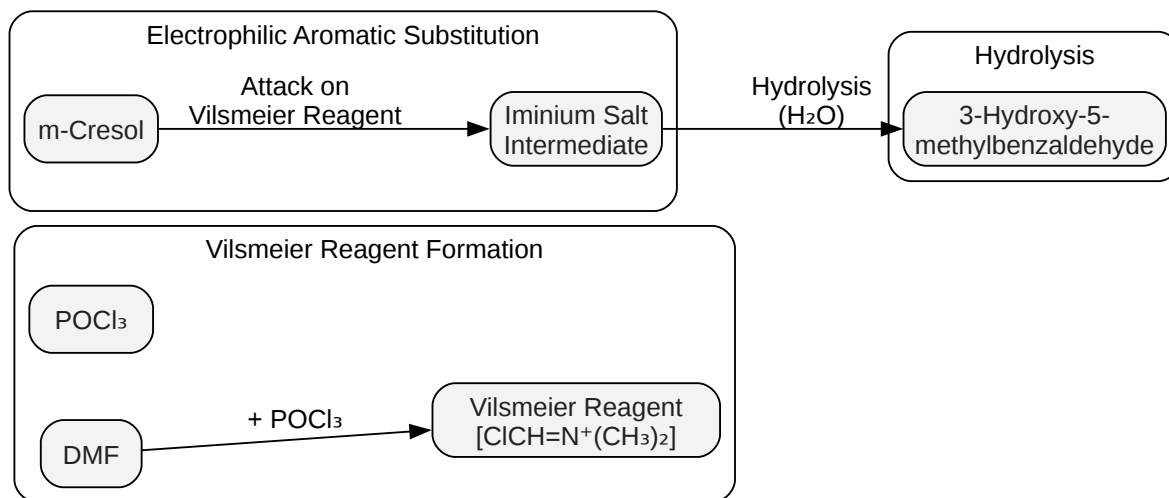 Electrophilic Aromatic Substitution
m-Cresol
Attack on
Vilsmeier Reagent
Iminium Salt
Intermediate
Hydrolysis
(H₂O)
Hydrolysis
3-Hydroxy-5-
methylbenzaldehyde
Vilsmeier Reagent Formation
POCl₃
DMF
+ POCl₃
Vilsmeier Reagent
[ClCH=N⁺(CH₃)₂]